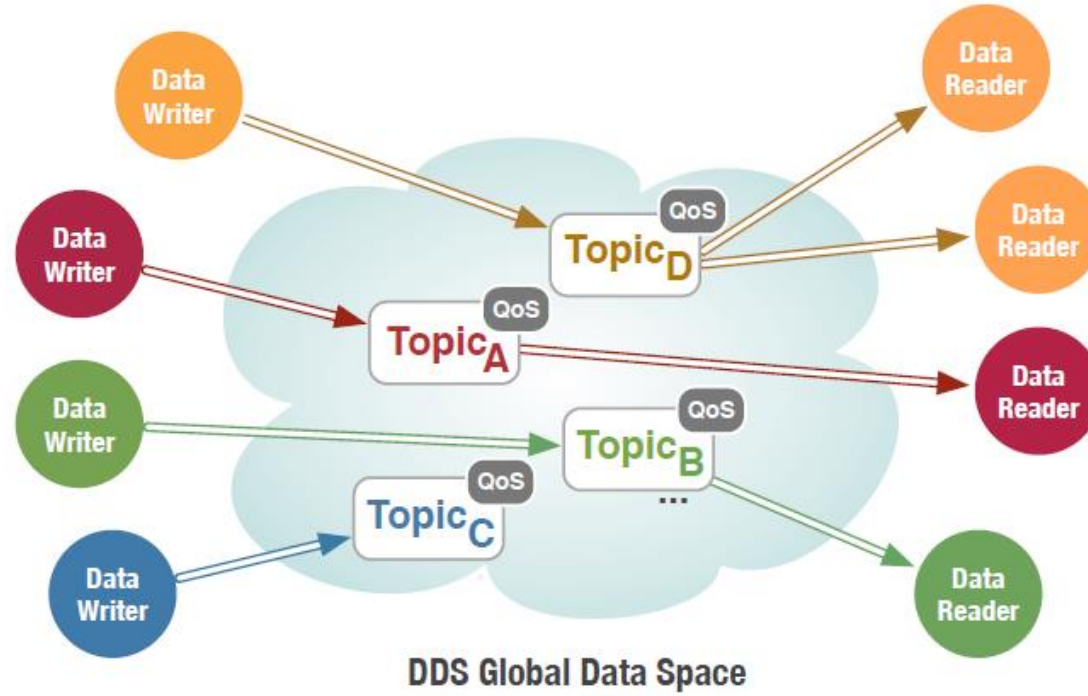 Data
Writer
Data
Reader
QoS
Topic D
Data
Reader
Data
Writer
QoS
Topic A
Data
Reader
Data
Writer
QoS
Topic B
...
QoS
Topic C
Data
Writer
Data
Reader
DDS Global Data Space